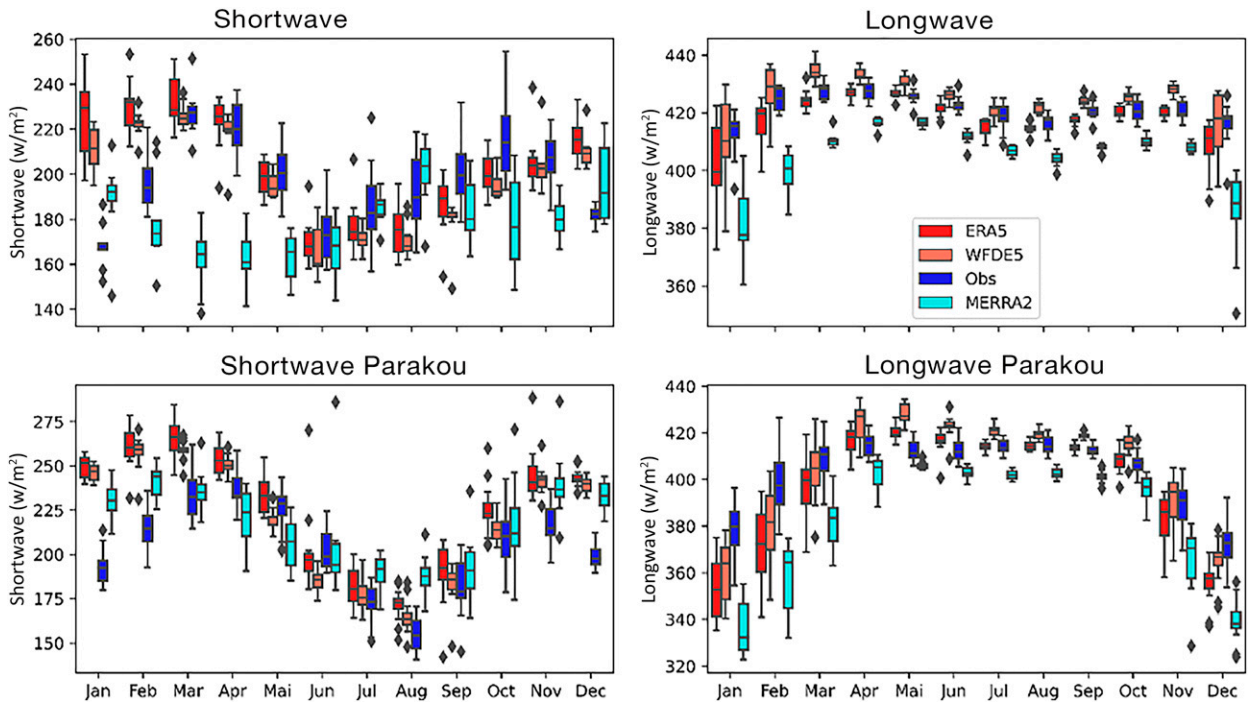 Shortwave
Longwave
Shortwave (w/m²)
260
240
220
200
180
160
140
Longwave (w/m²)
440
420
400
380
360
ERA5
WFDE5
Obs
MERRA2
Shortwave Parakou
Longwave Parakou
Shortwave (w/m²)
275
250
225
200
175
150
Longwave (w/m²)
440
420
400
380
360
340
320
Jan Feb Mar Apr Mai Jun Jul Aug Sep Oct Nov Dec
Jan Feb Mar Apr Mai Jun Jul Aug Sep Oct Nov Dec